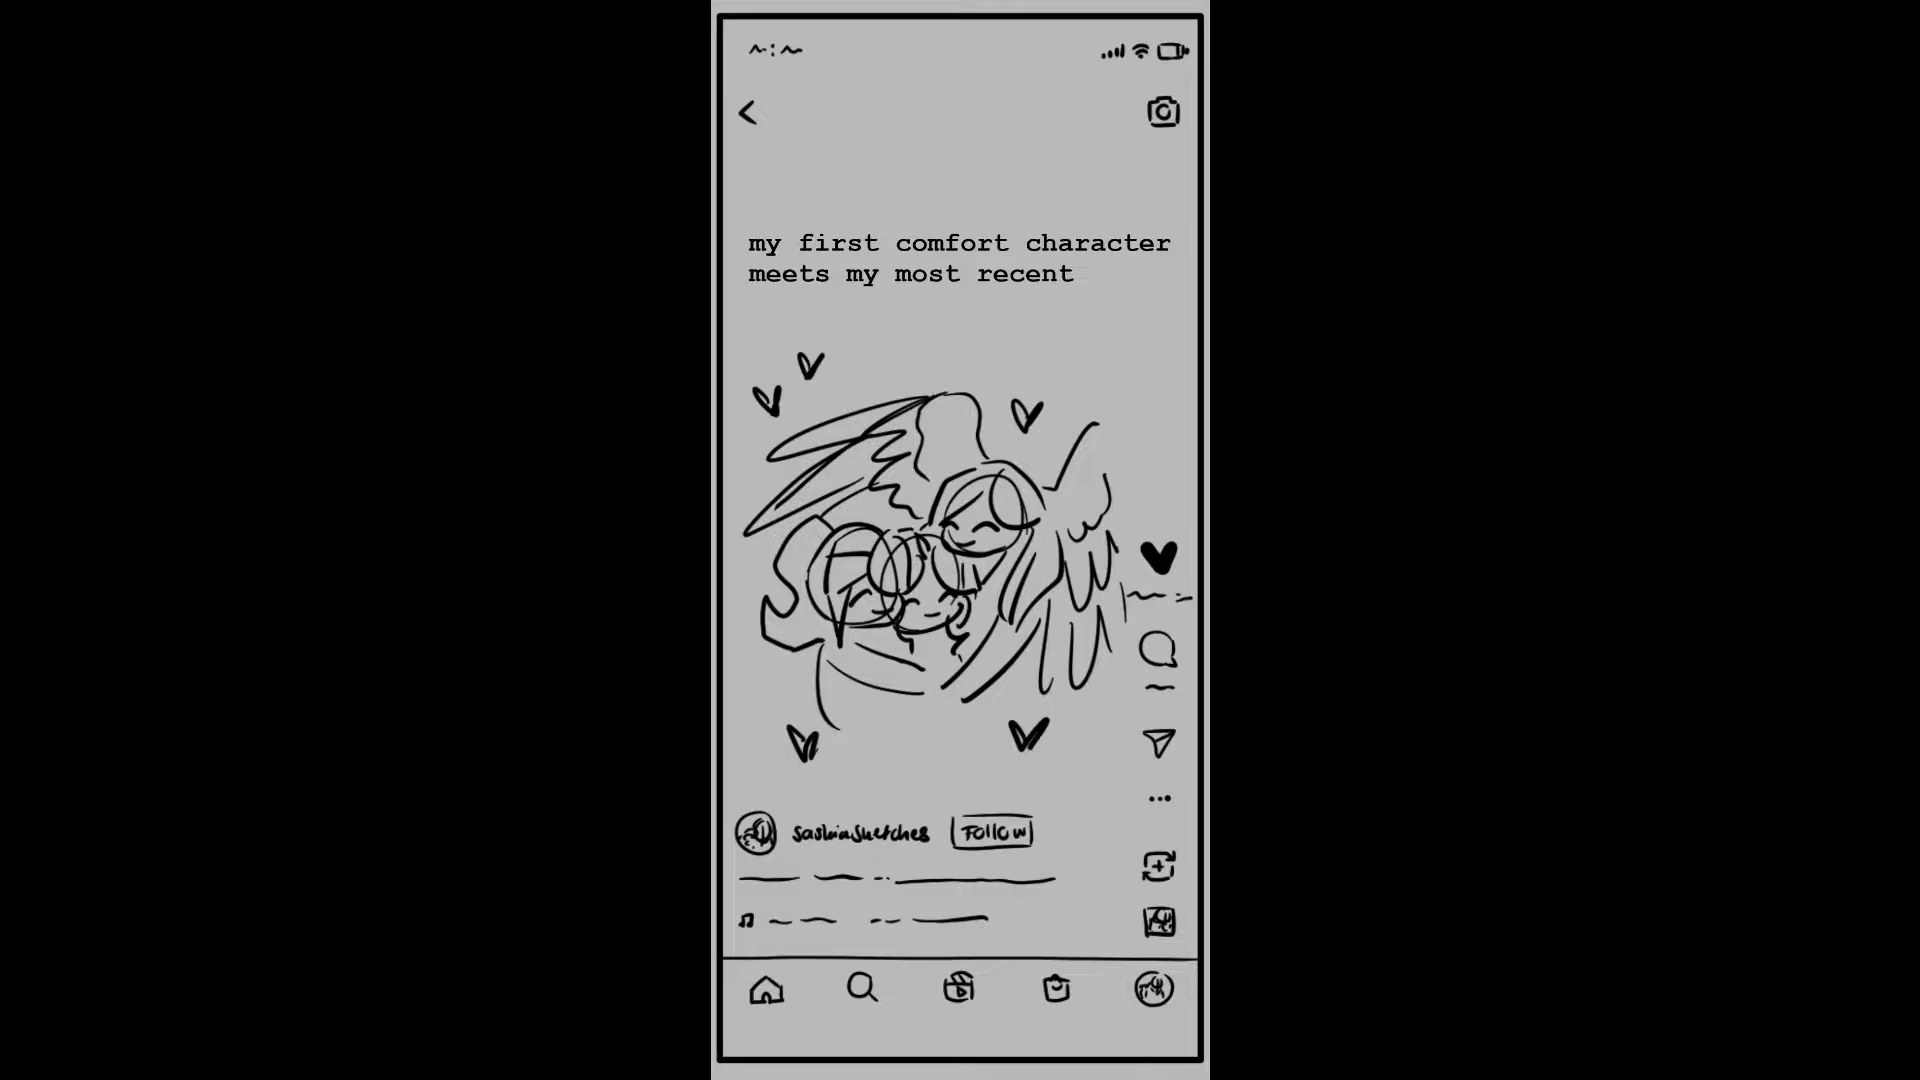 my first comfort character
meets my most recent
saskiasketches
Follow